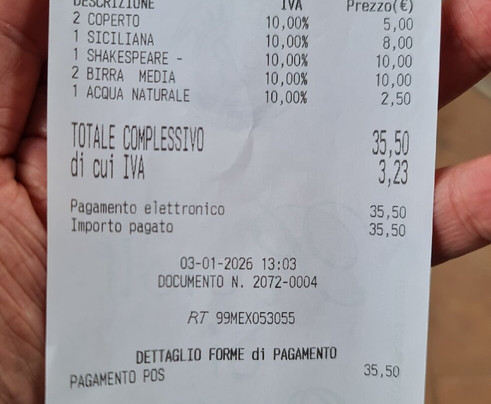 DESCRIZIONE IVA Prezzo(€)
2 COPERTO 10,00% 5,00
1 SICILIANA 10,00% 8,00
1 SHAKESPEARE - 10,00% 10,00
2 BIRRA MEDIA 10,00% 10,00
1 ACQUA NATURALE 10,00% 2,50
TOTALE COMPLESSIVO 35,50
di cui IVA 3,23
Pagamento elettronico 35,50
Importo pagato 35,50
03-01-2026 13:03
DOCUMENTO N. 2072-0004
RT 99MEX053055
DETTAGLIO FORME di PAGAMENTO
PAGAMENTO POS 35,50